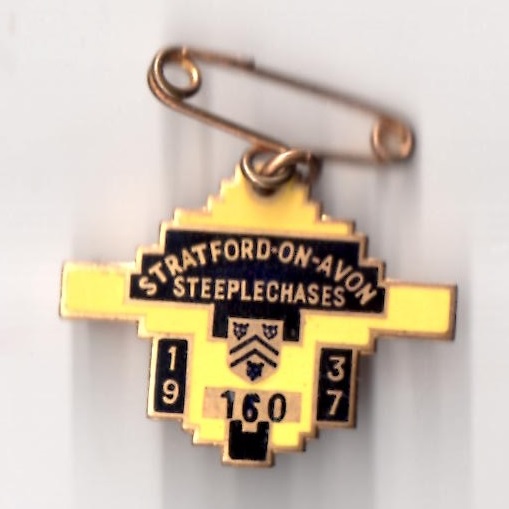 STRATFORD-ON-AVON
STEEPLECHASES
19 37
160